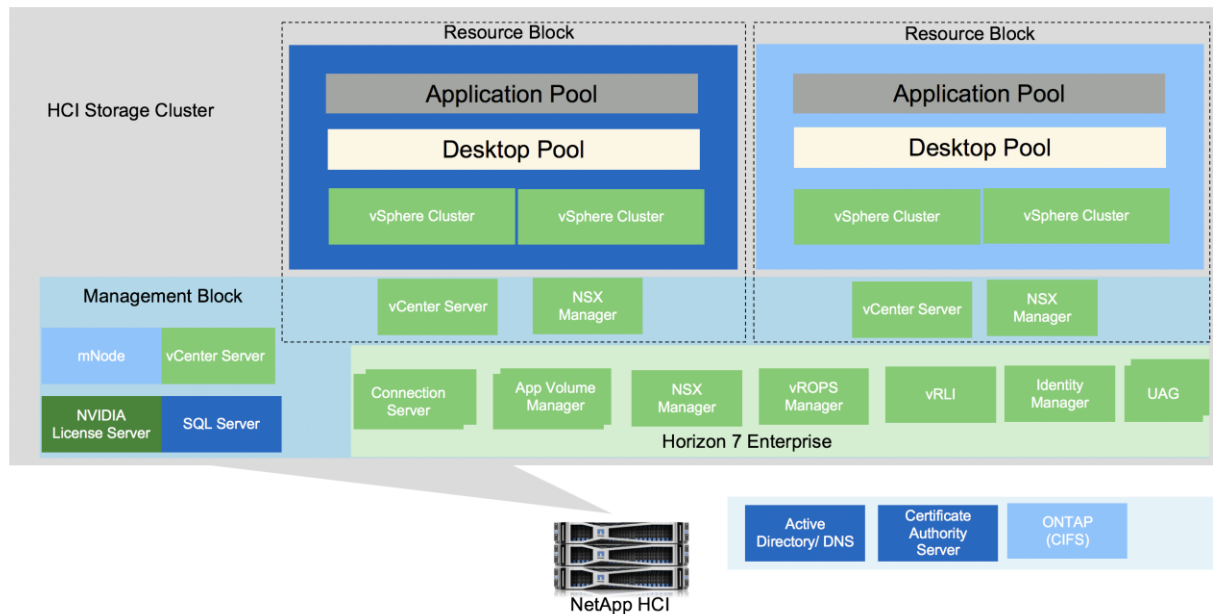 Resource Block
Resource Block
HCI Storage Cluster
Application Pool
Desktop Pool
vSphere Cluster
vSphere Cluster
Application Pool
Desktop Pool
vSphere Cluster
vSphere Cluster
Management Block
vCenter Server
NSX
Manager
vCenter Server
NSX
Manager
mNode
vCenter Server
NVIDIA
License Server
SQL Server
Connection
Server
App Volume
Manager
NSX
Manager
vROPS
Manager
vRLI
Identity
Manager
UAG
Horizon 7 Enterprise
NetApp HCI
Active
Directory/ DNS
Certificate
Authority
Server
ONTAP
(CIFS)